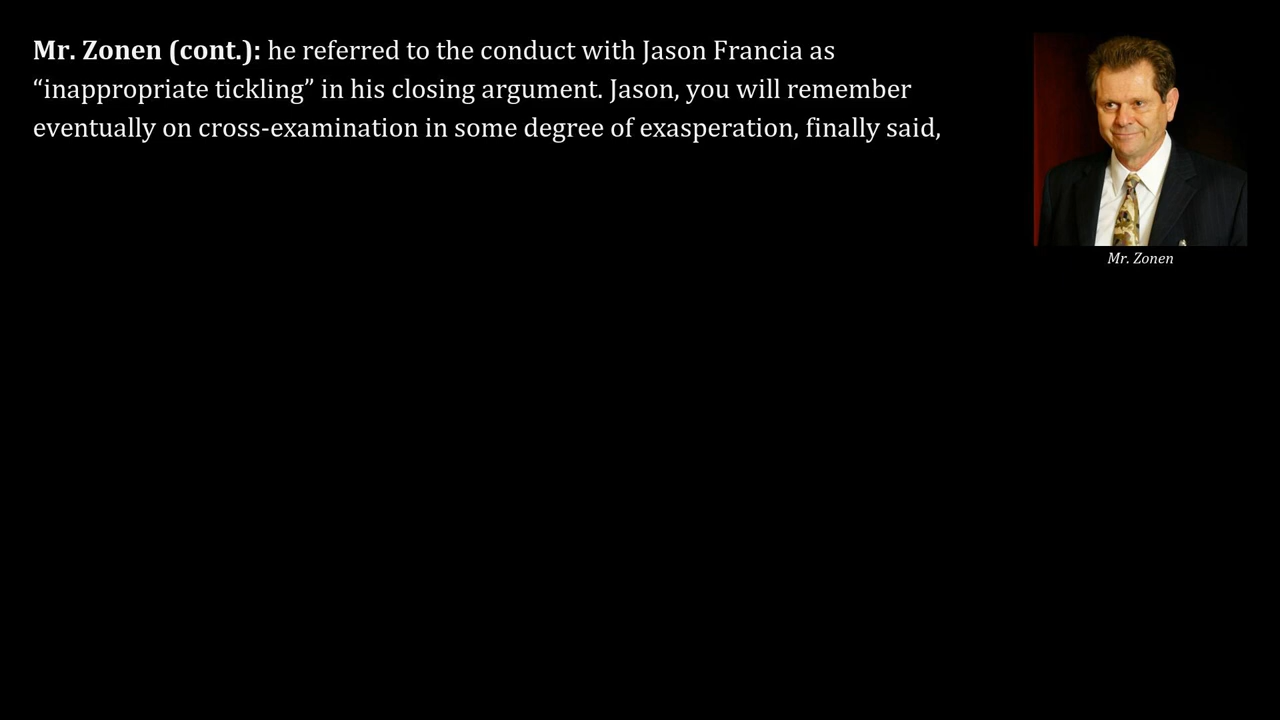 Mr. Zonen (cont.): he referred to the conduct with Jason Francia as
“inappropriate tickling” in his closing argument. Jason, you will remember
eventually on cross-examination in some degree of exasperation, finally said,
Mr. Zonen